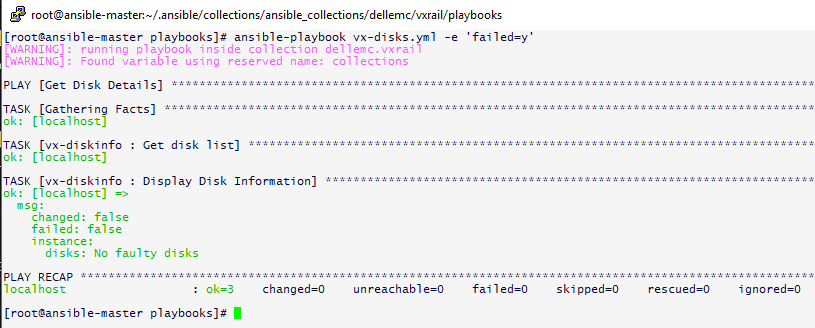 root@ansible-master:~/.ansible/collections/ansible_collections/dellemc/vxrail/playbooks
[root@ansible-master playbooks]# ansible-playbook vx-disks.yml -e 'failed=y'
[WARNING]: running playbook inside collection dellemc.vxrail
[WARNING]: Found variable using reserved name: collections
PLAY [Get Disk Details] ********************************************************************************************
TASK [Gathering Facts] *********************************************************************************************
ok: [localhost]
TASK [vx-diskinfo : Get disk list] *********************************************************************************
ok: [localhost]
TASK [vx-diskinfo : Display Disk Information] **********************************************************************
ok: [localhost] =>
  msg:
    changed: false
    failed: false
    instance:
      disks: No faulty disks
PLAY RECAP *********************************************************************************************************
localhost                  : ok=3    changed=0    unreachable=0    failed=0    skipped=0    rescued=0    ignored=0
[root@ansible-master playbooks]#